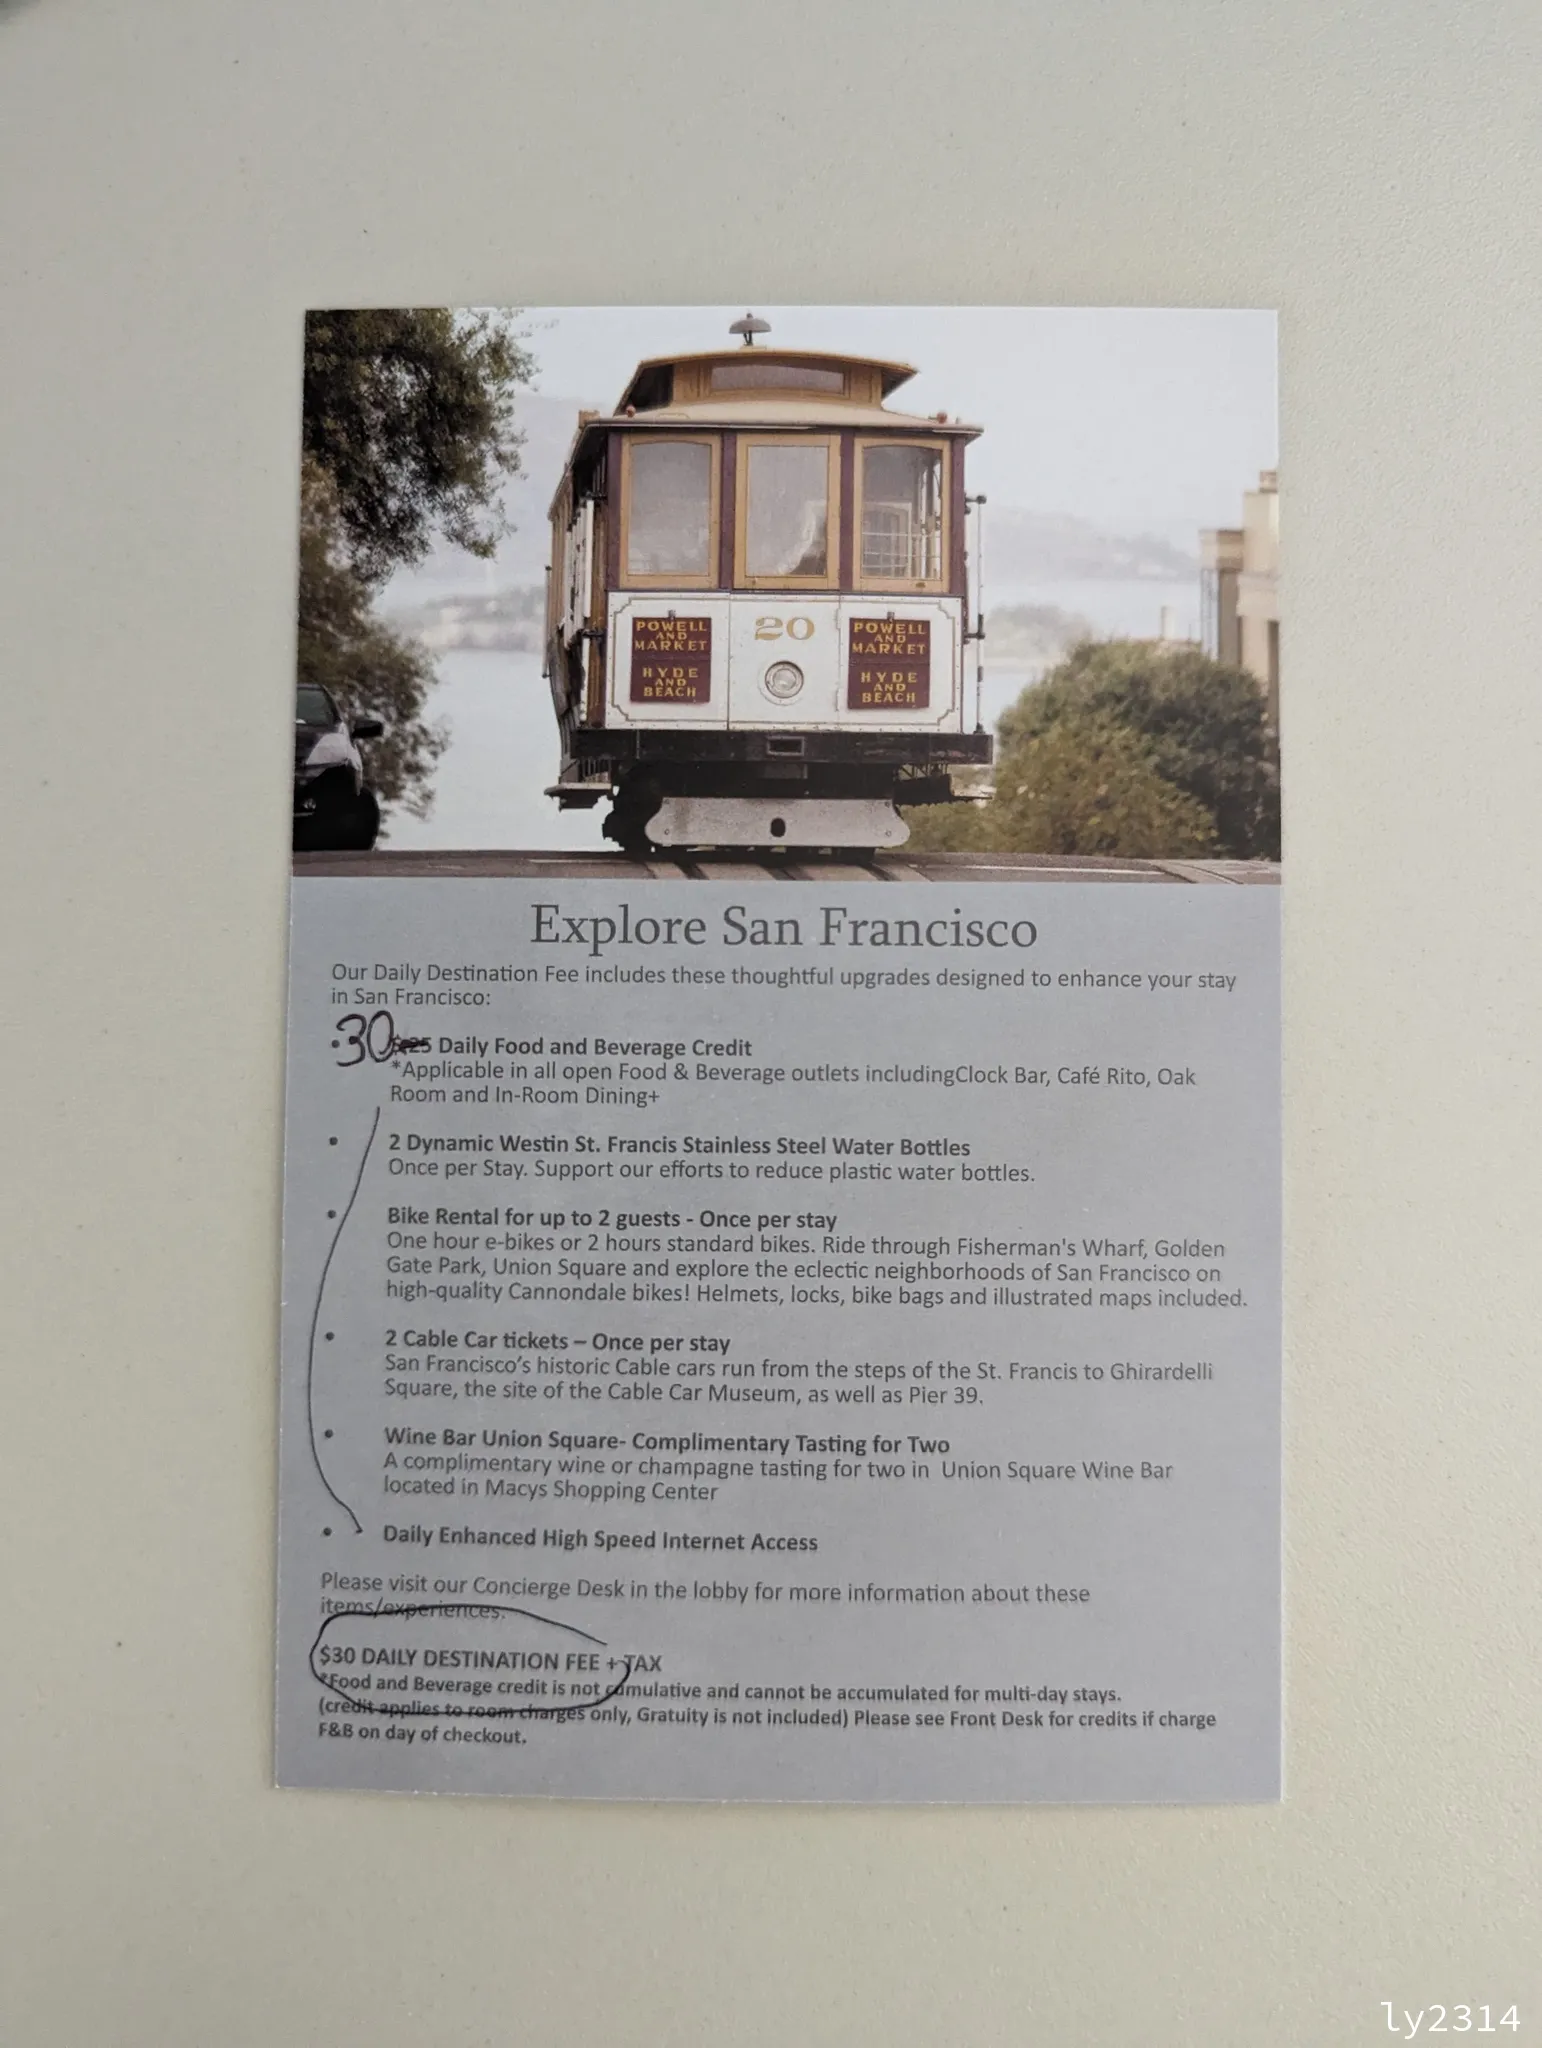 POWELL
AND
MARKET
HYDE
AND
BEACH
20
POWELL
AND
MARKET
HYDE
AND
BEACH
Explore San Francisco
Our Daily Destination Fee includes these thoughtful upgrades designed to enhance your stay
in San Francisco:
• 30 $ 25 Daily Food and Beverage Credit
*Applicable in all open Food & Beverage outlets includingClock Bar, Café Rito, Oak
Room and In-Room Dining+
• 2 Dynamic Westin St. Francis Stainless Steel Water Bottles
Once per Stay. Support our efforts to reduce plastic water bottles.
• Bike Rental for up to 2 guests - Once per stay
One hour e-bikes or 2 hours standard bikes. Ride through Fisherman's Wharf, Golden
Gate Park, Union Square and explore the eclectic neighborhoods of San Francisco on
high-quality Cannondale bikes! Helmets, locks, bike bags and illustrated maps included.
• 2 Cable Car tickets – Once per stay
San Francisco's historic Cable cars run from the steps of the St. Francis to Ghirardelli
Square, the site of the Cable Car Museum, as well as Pier 39.
• Wine Bar Union Square- Complimentary Tasting for Two
A complimentary wine or champagne tasting for two in Union Square Wine Bar
located in Macys Shopping Center
• Daily Enhanced High Speed Internet Access
Please visit our Concierge Desk in the lobby for more information about these
items/experiences.
$30 DAILY DESTINATION FEE + TAX
*Food and Beverage credit is not cumulative and cannot be accumulated for multi-day stays.
(credit applies to room charges only, Gratuity is not included) Please see Front Desk for credits if charge
F&B on day of checkout.
ly2314